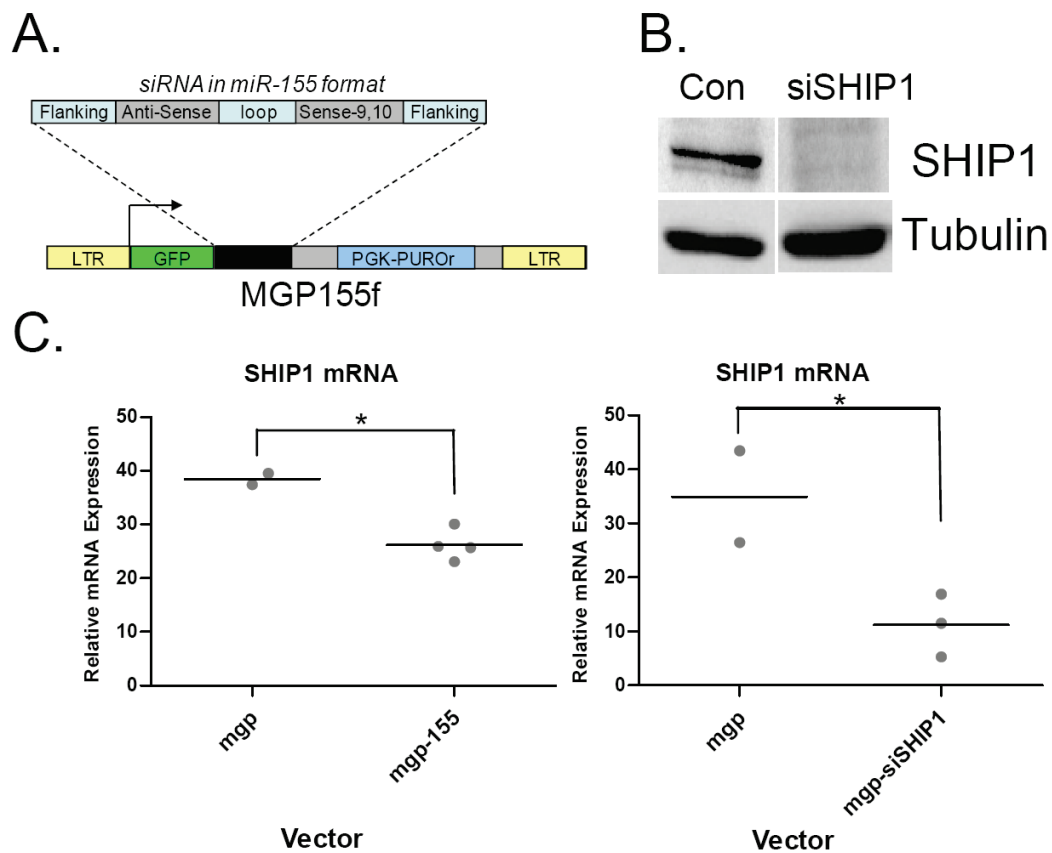 A.
siRNA in miR-155 format
Flanking Anti-Sense loop Sense-9,10 Flanking
LTR GFP PGK-PUROr LTR
MGP155f
B.
Con siSHIP1
SHIP1
Tubulin
C.
SHIP1 mRNA
Relative mRNA Expression
50
40
30
20
10
0
*
mgp
mgp-155
Vector
SHIP1 mRNA
Relative mRNA Expression
50
40
30
20
10
0
*
mgp
mgp-siSHIP1
Vector